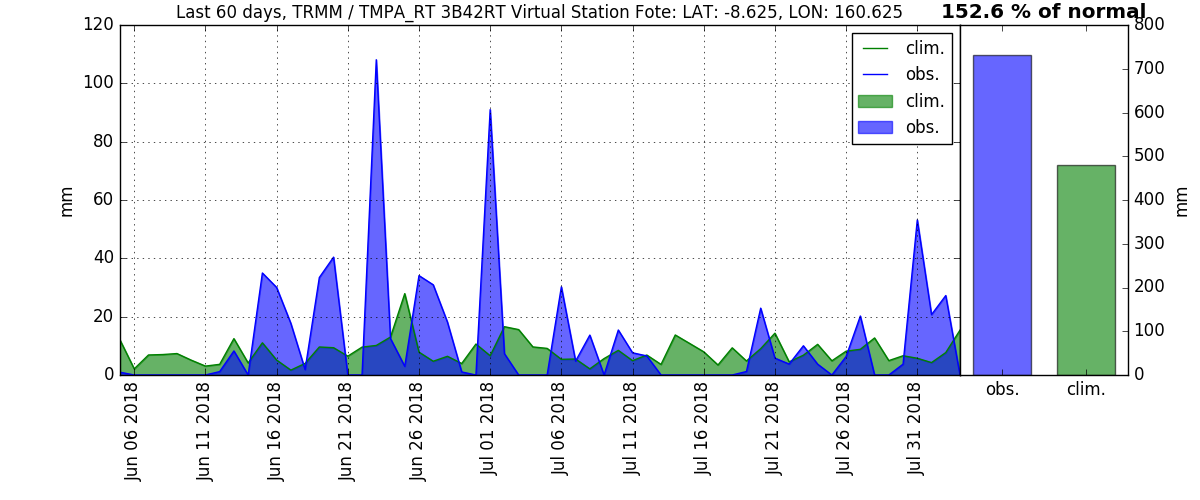 Last 60 days, TRMM / TMPA_RT 3B42RT Virtual Station Fote: LAT: -8.625, LON: 160.625
152.6 % of normal
120
100
80
60
40
20
0
mm
clim.
obs.
clim.
obs.
800
700
600
500
400
300
200
100
0
mm
Jun 06 2018
Jun 11 2018
Jun 16 2018
Jun 21 2018
Jun 26 2018
Jul 01 2018
Jul 06 2018
Jul 11 2018
Jul 16 2018
Jul 21 2018
Jul 26 2018
Jul 31 2018
obs.
clim.